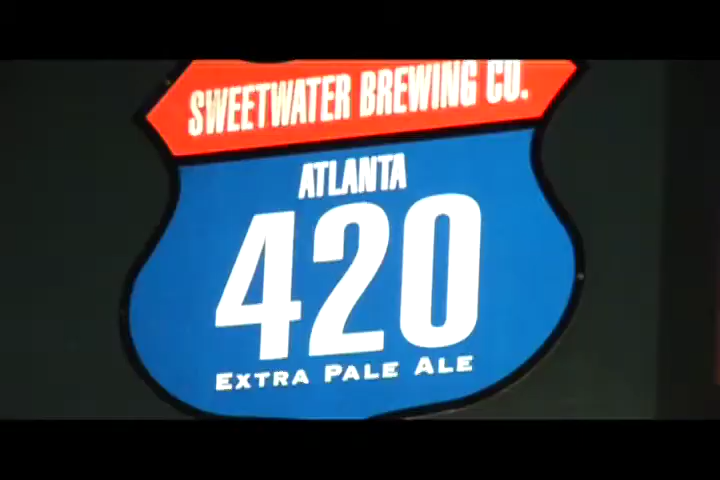 SWEETWATER BREWING CO.
ATLANTA
420
EXTRA PALE ALE